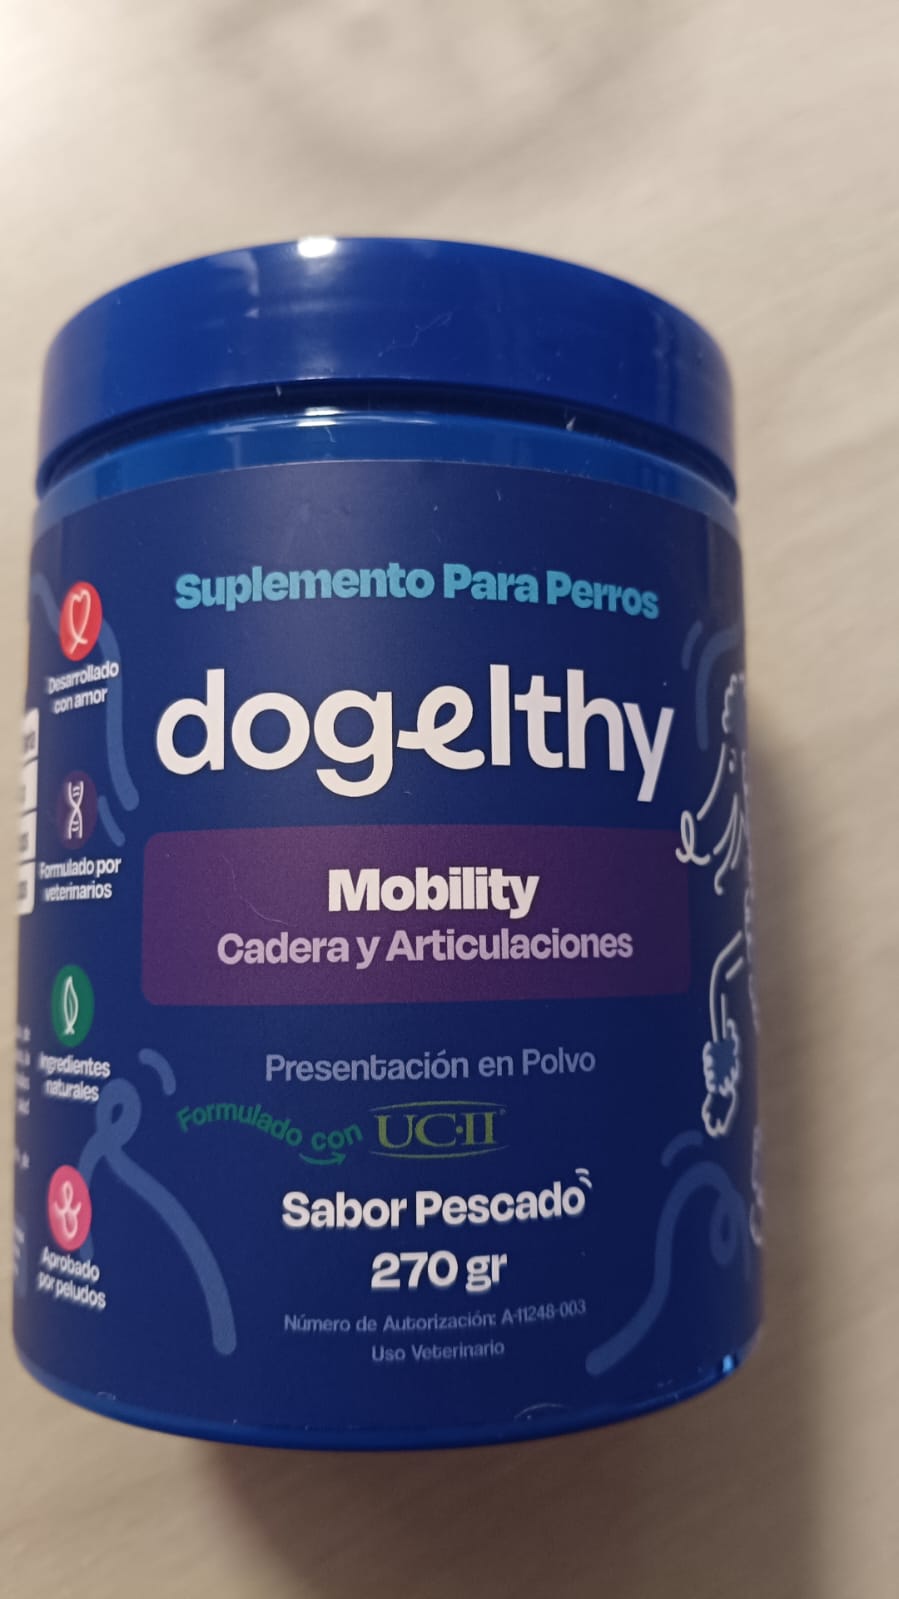 Suplemento Para Perros
dogelthy
Mobility
Cadera y Articulaciones
Presentación en Polvo
Formulado con UC·II®
Sabor Pescado
270 gr
Número de Autorización: A-11248-003
Uso Veterinario
Desarrollado
con amor
Formulado por
veterinarios
Ingredientes
naturales
Aprobado
por peludos